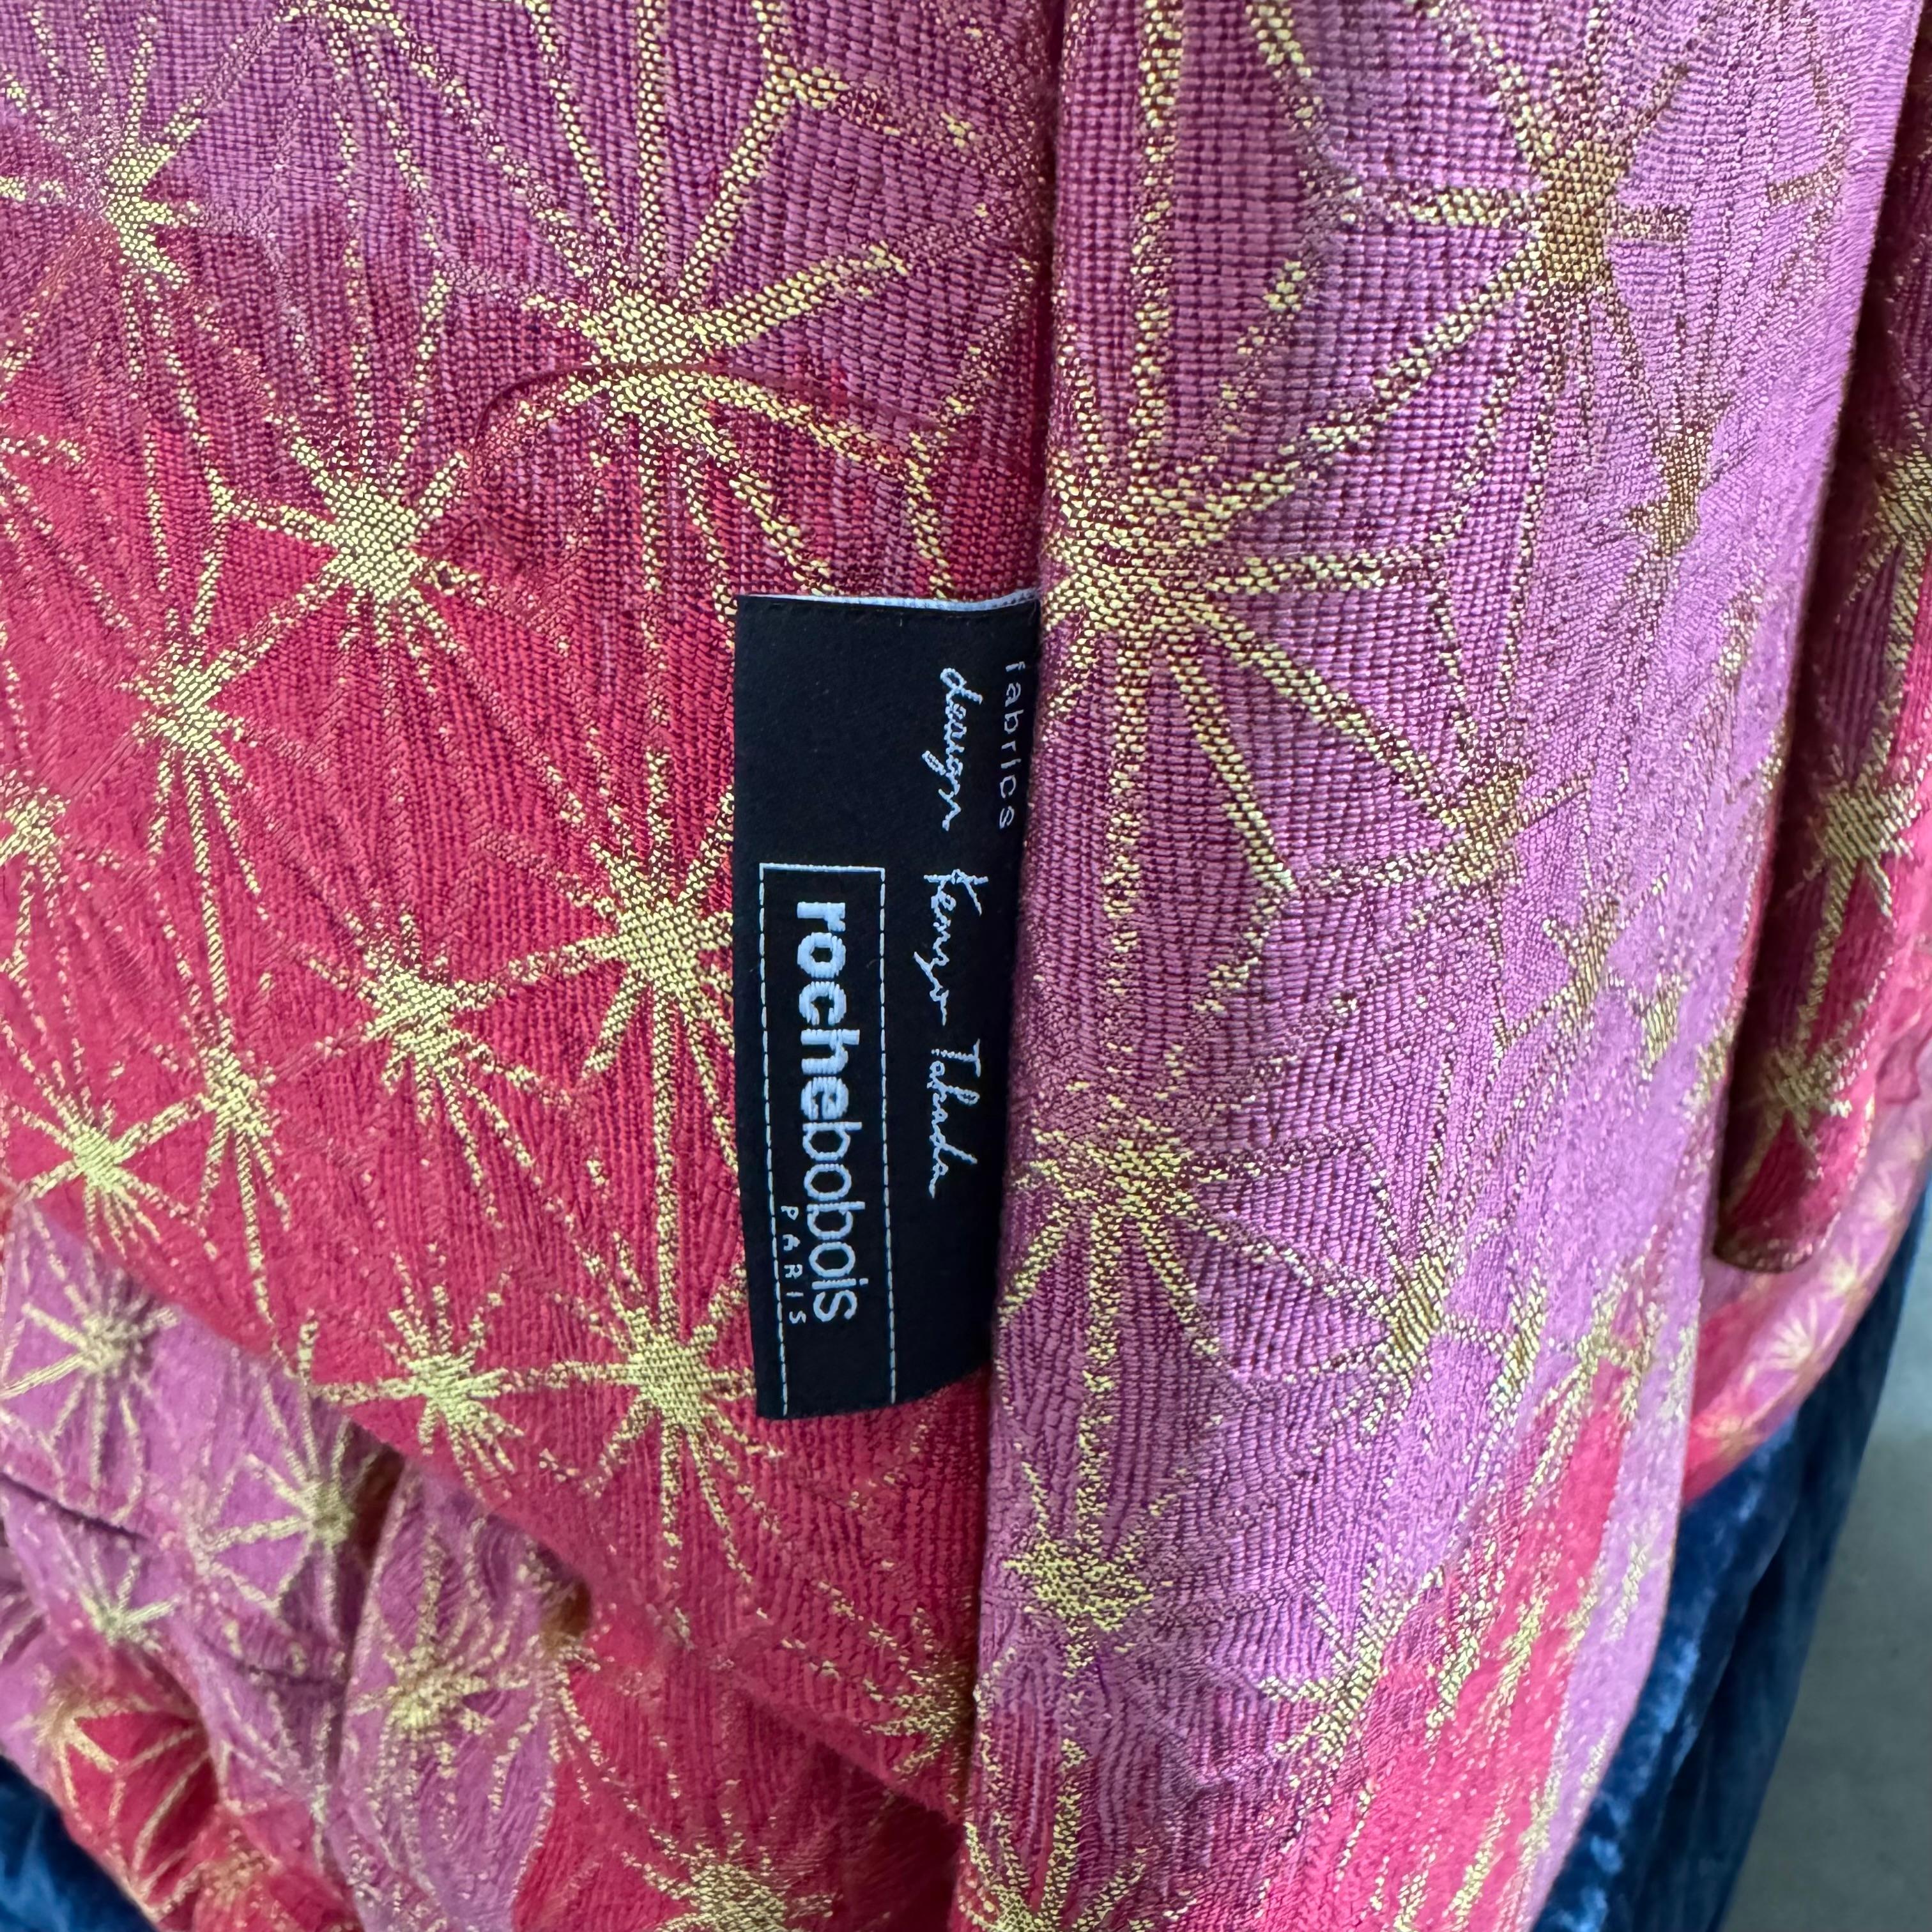 fabrics
design Kenzo Takada
rochebobois
PARIS